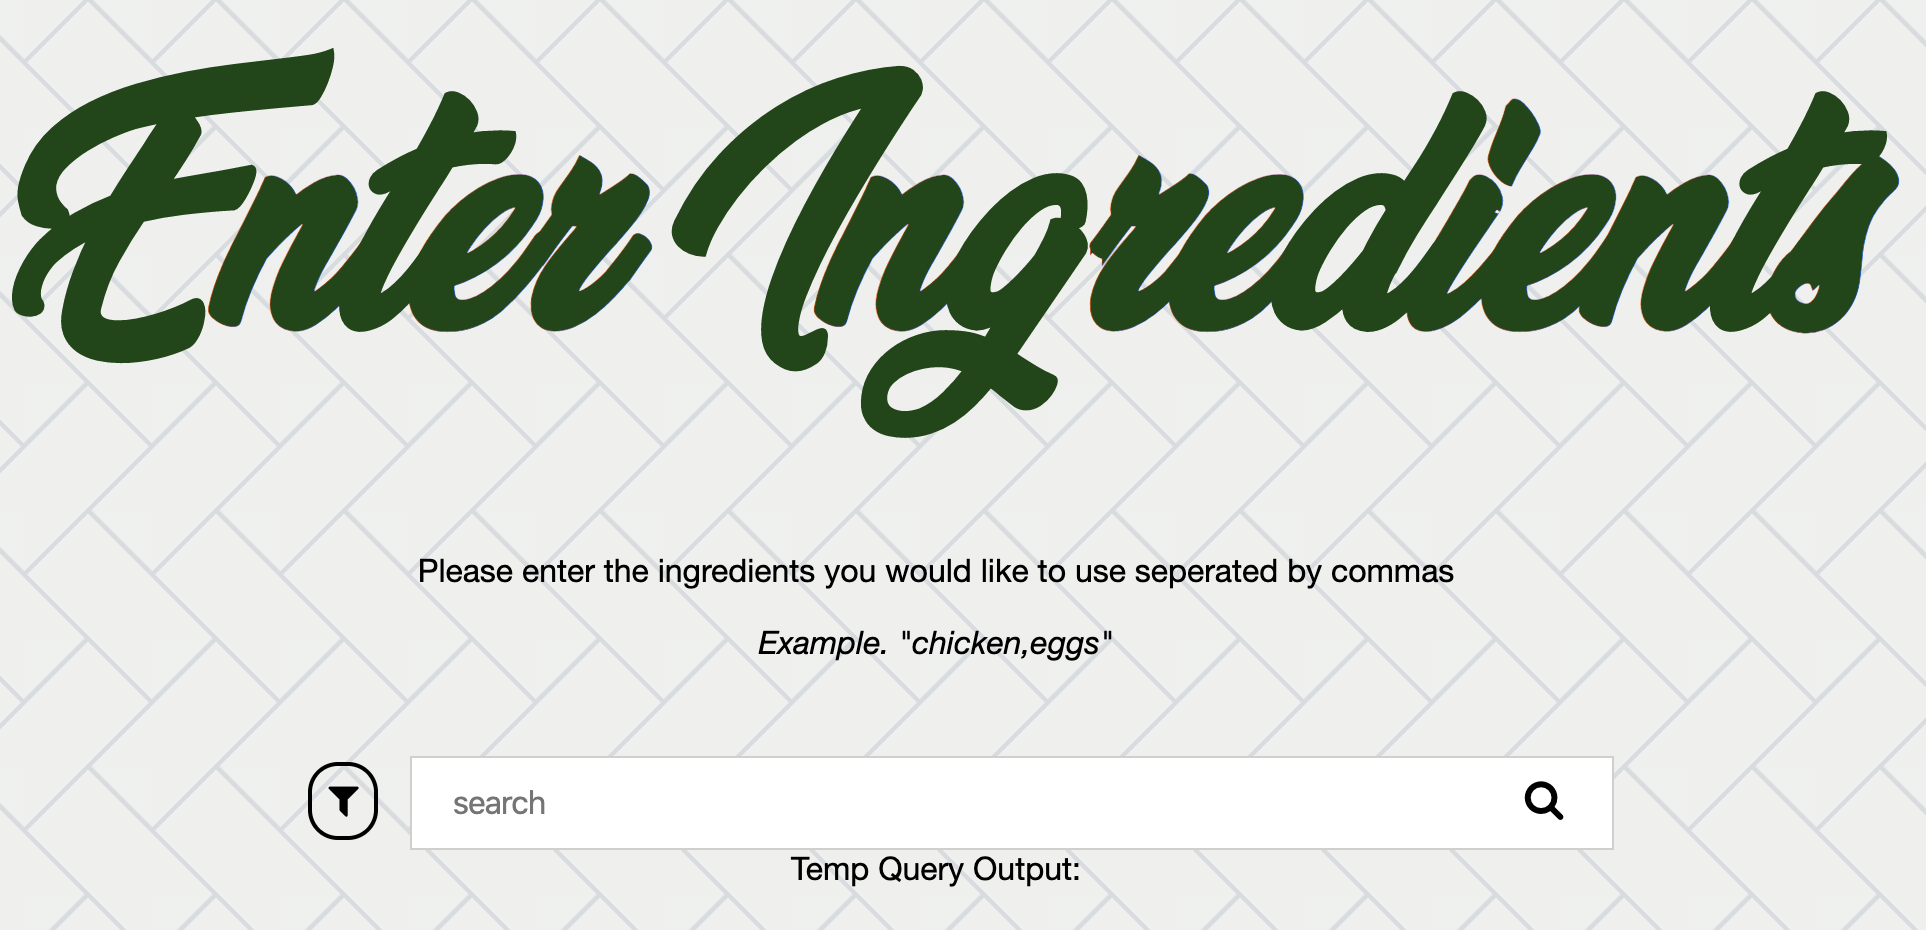 Enter Ingredients
Please enter the ingredients you would like to use seperated by commas
Example. "chicken,eggs"
search
Temp Query Output: